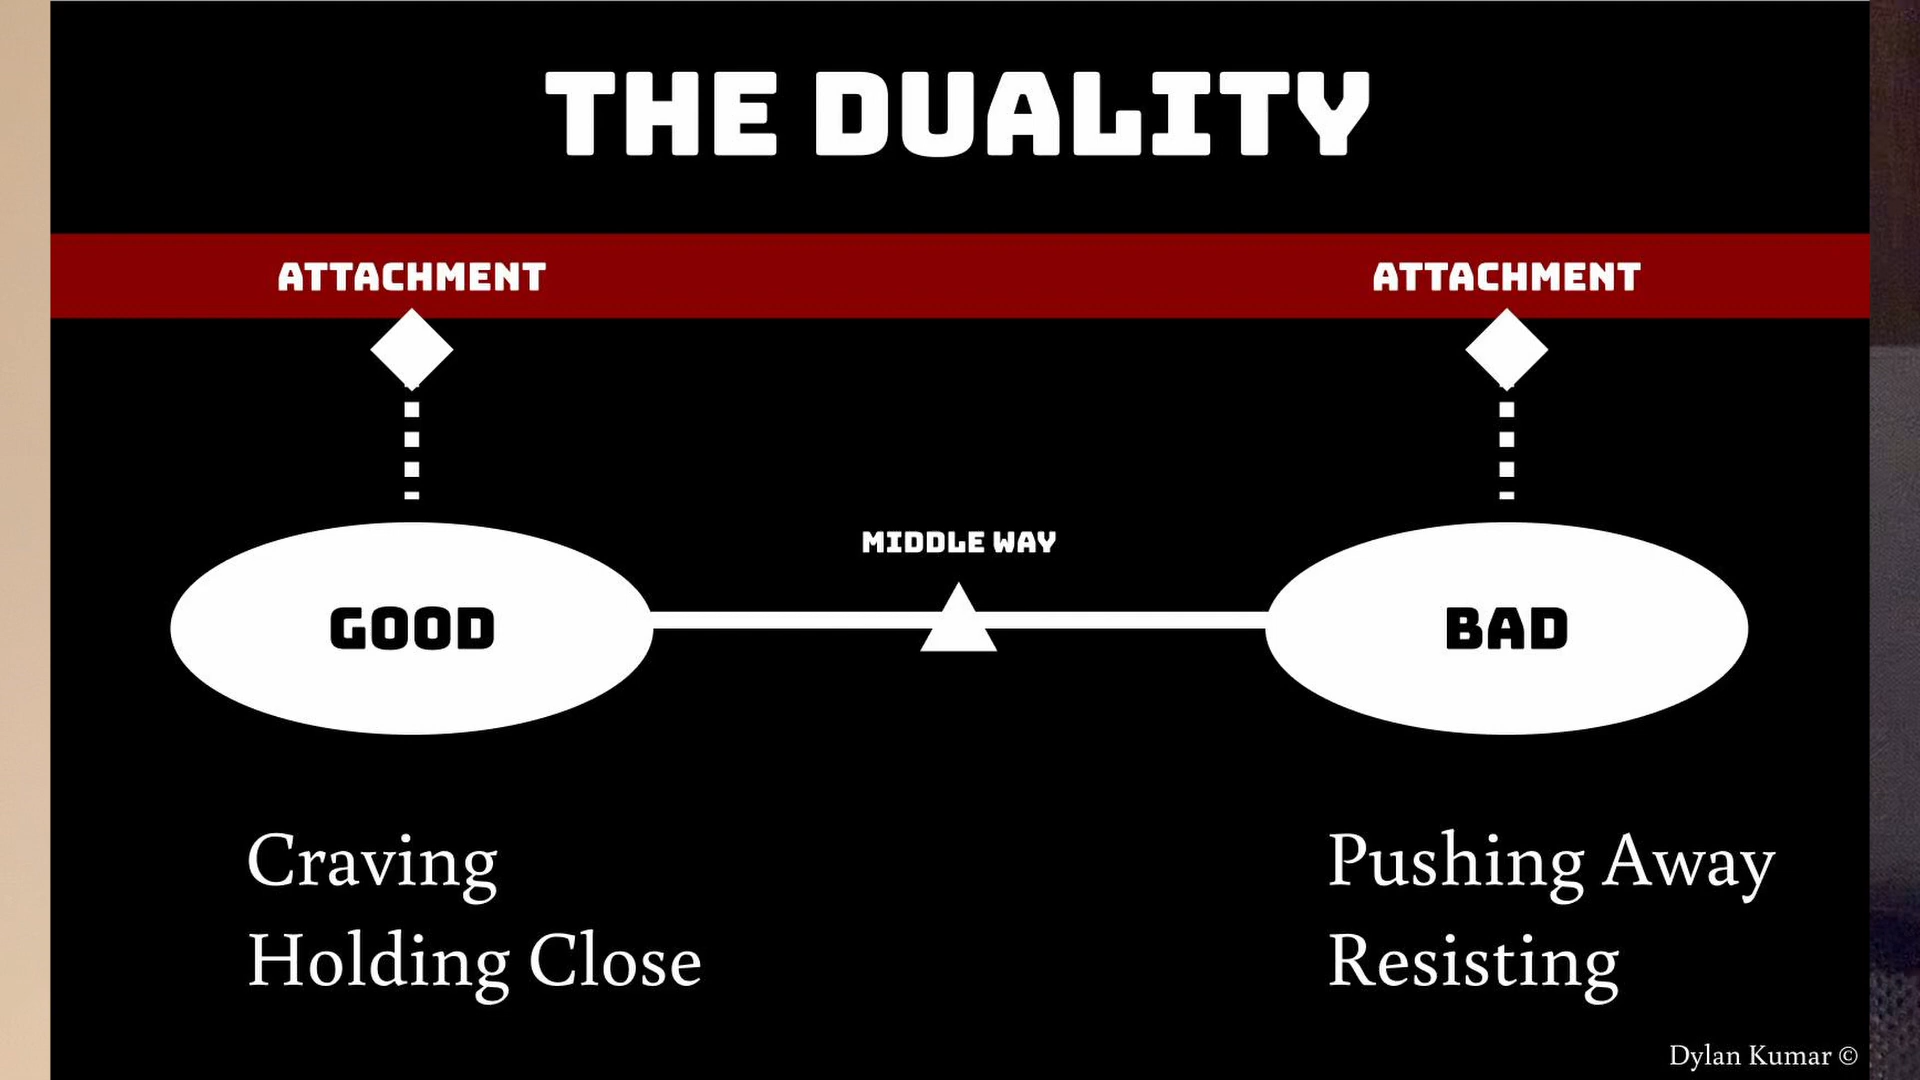 THE DUALITY
ATTACHMENT ATTACHMENT
MIDDLE WAY
GOOD BAD
Craving Pushing Away
Holding Close Resisting
Dylan Kumar ©